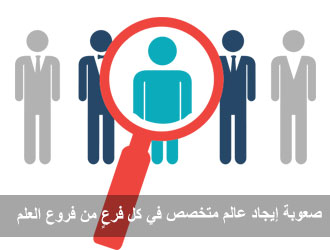 صعوبة إيجاد عالم متخصص في كل فرعٍ من فروع العلم